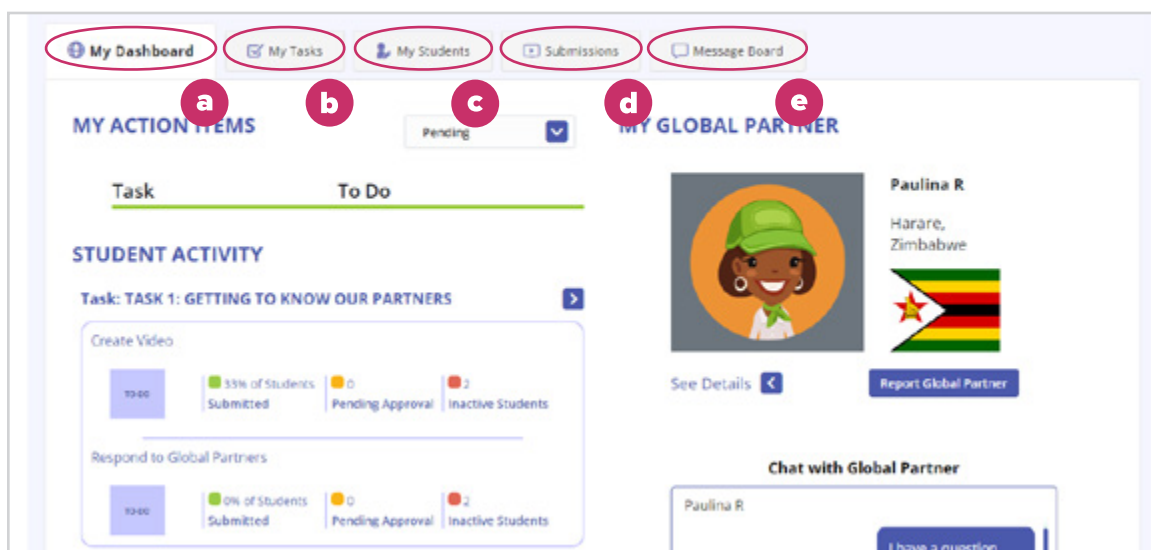 My Dashboard
My Tasks
My Students
Submissions
Message Board
a
b
c
d
e
MY ACTION ITEMS
Pending
Task To Do
STUDENT ACTIVITY
Task: TASK 1: GETTING TO KNOW OUR PARTNERS
Create Video
TO-DO
33% of Students
Submitted
0
Pending Approval
2
Inactive Students
Respond to Global Partners
TO-DO
0% of Students
Submitted
0
Pending Approval
2
Inactive Students
MY GLOBAL PARTNER
Paulina R
Harare,
Zimbabwe
See Details
Report Global Partner
Chat with Global Partner
Paulina R
I have a question